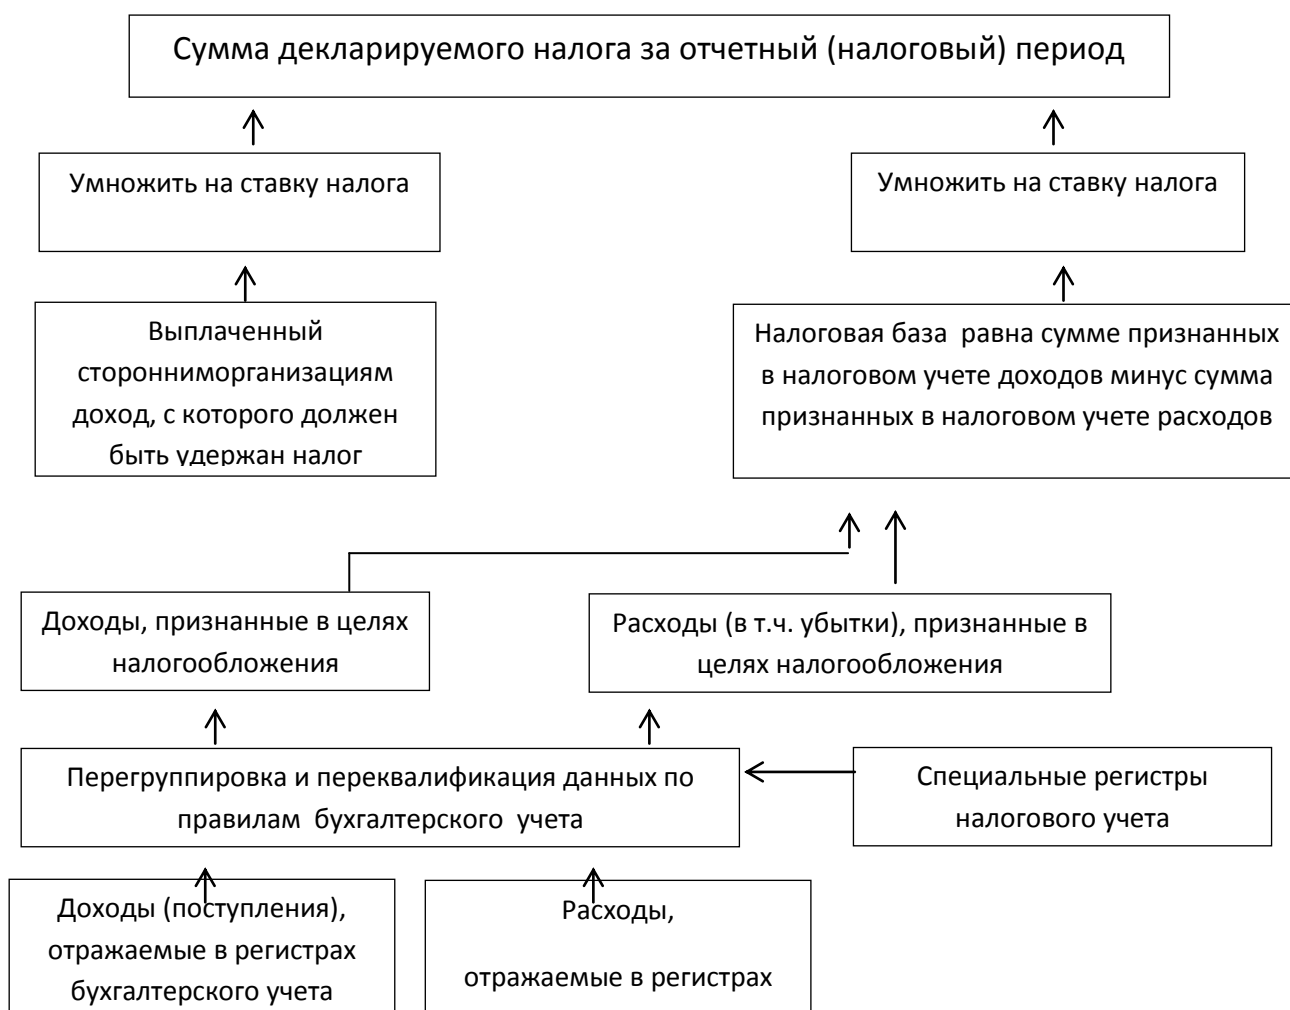 Сумма декларируемого налога за отчетный (налоговый) период
Умножить на ставку налога
Умножить на ставку налога
Выплаченный
сторонниморганизациям
доход, с которого должен
быть удержан налог
Налоговая база равна сумме признанных
в налоговом учете доходов минус сумма
признанных в налоговом учете расходов
Доходы, признанные в целях
налогообложения
Расходы (в т.ч. убытки), признанные в
целях налогообложения
Перегруппировка и переквалификация данных по
правилам бухгалтерского учета
Специальные регистры
налогового учета
Доходы (поступления),
отражаемые в регистрах
бухгалтерского учета
Расходы,
отражаемые в регистрах